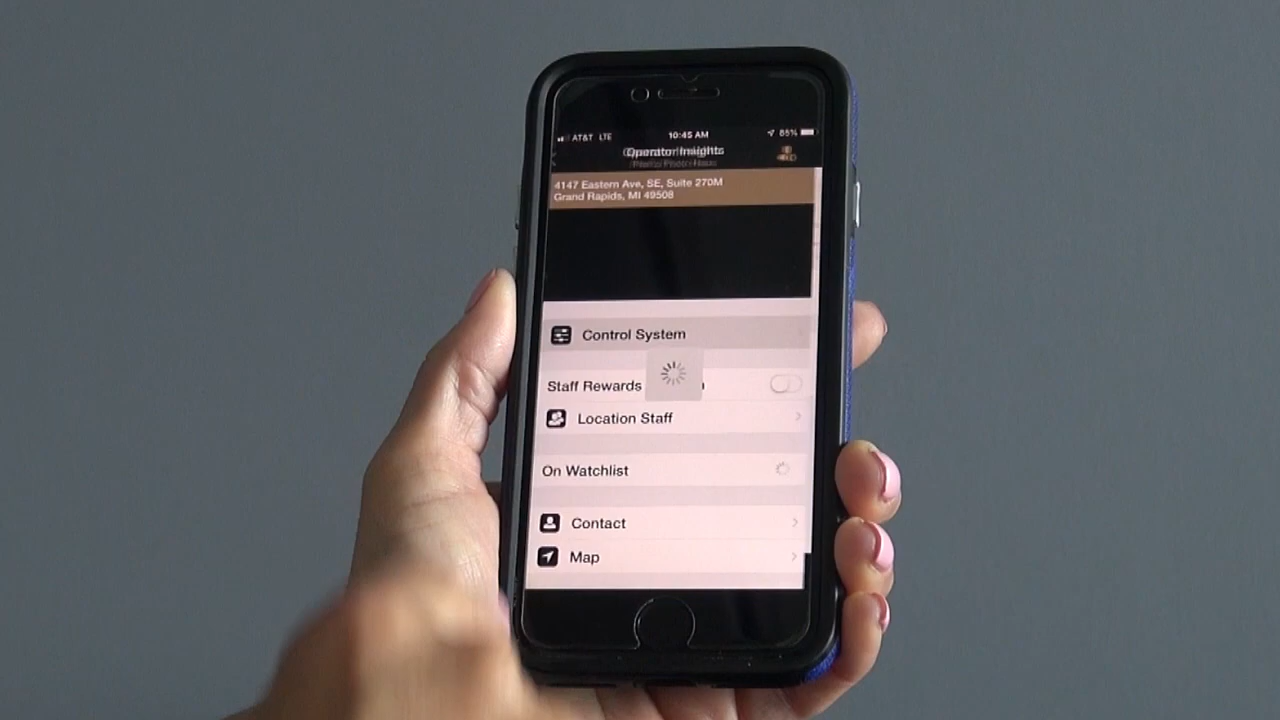 AT&T LTE 10:45 AM 85%
Operator Insights
4147 Eastern Ave, SE, Suite 270M
Grand Rapids, MI 49508
Control System
Staff Rewards
Location Staff
On Watchlist
Contact
Map